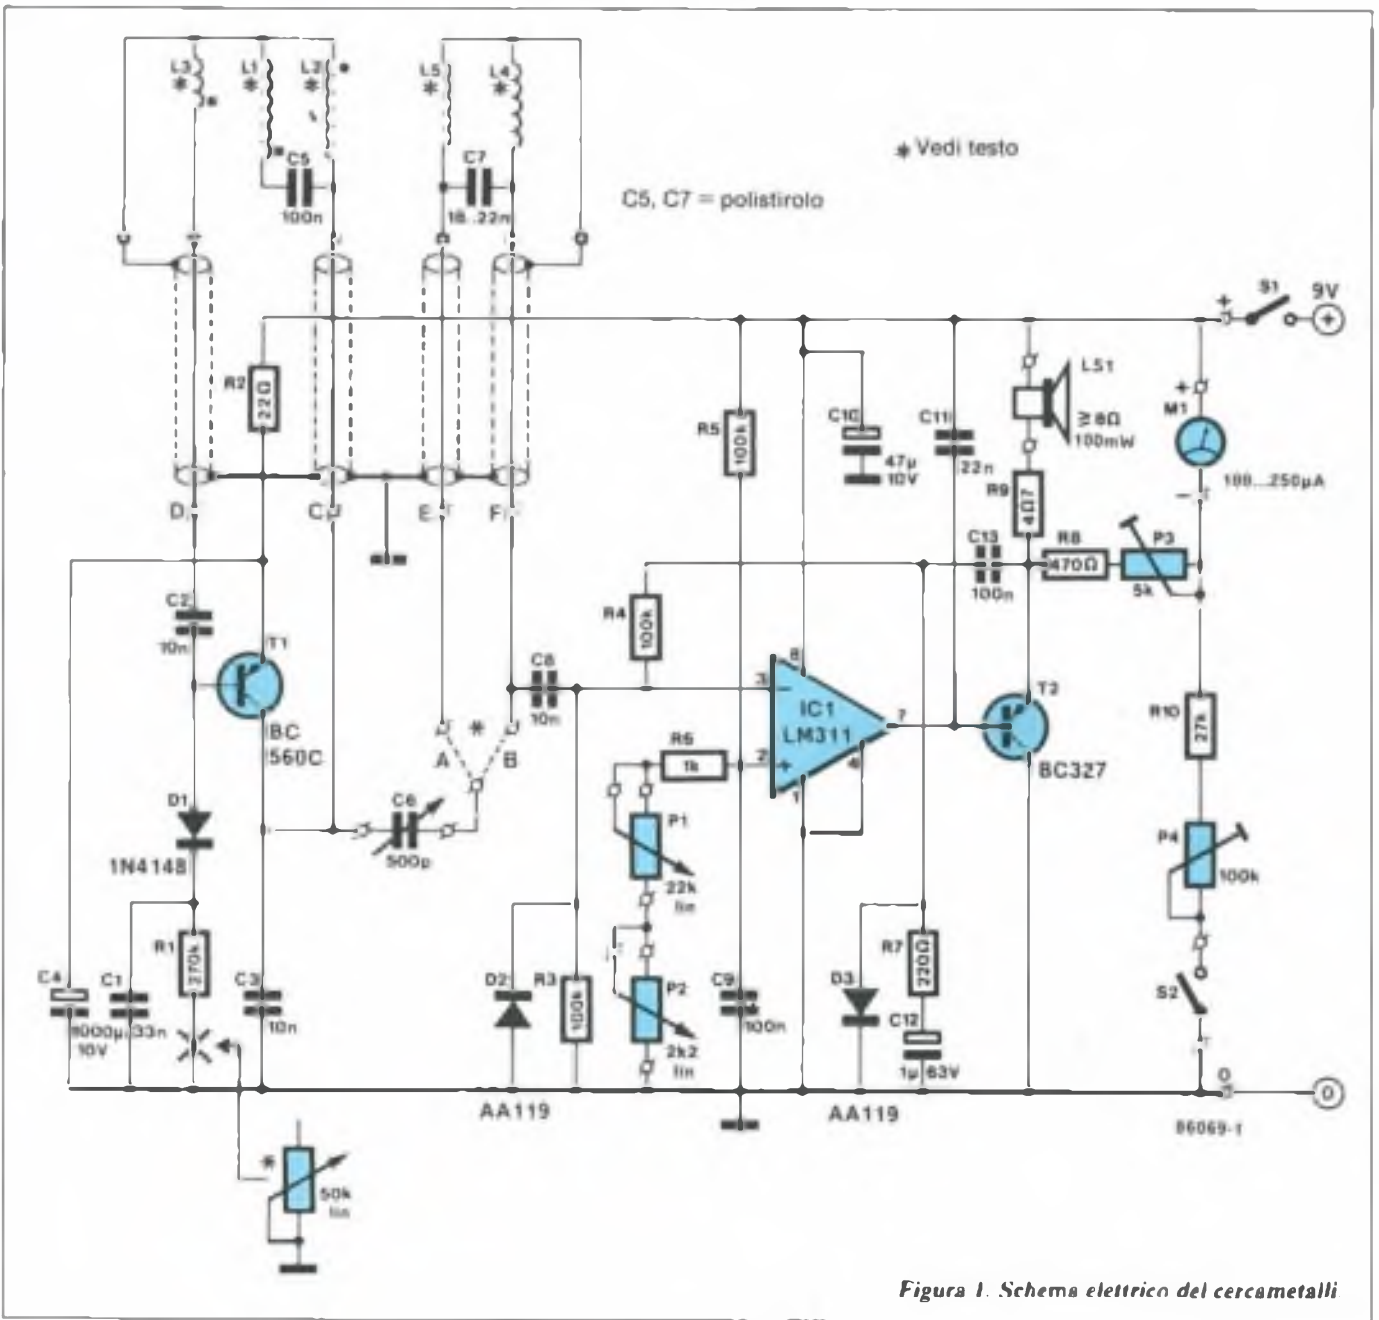 L3
L1
L2
L5
L4
*
*
*
*
*
C5
100n
C7
18..22n
* Vedi testo
C5, C7 = polistirolo
S1
9V
+
+
R2
22Ω
R5
100k
C10
47µ
10V
C11
22n
LS1
≥ 8Ω
100mW
+
M1
100...250µA
−
R9
4Ω7
D
C
E
F
C13
100n
R8
470Ω
P3
5k
C2
10n
T1
BC
560C
R4
100k
C8
10n
*
A
B
3
−
8
IC1
LM311
7
2
+
4
1
T2
BC327
R10
27k
R6
1k
D1
1N4148
C6
500p
P1
22k
lin
P4
100k
C4
1000µ
10V
C1
33n
R1
270k
C3
10n
D2
R3
100k
P2
2k2
lin
C9
100n
D3
R7
220Ω
C12
1µ 63V
S2
0
0
AA119
AA119
86069-1
*
50k
lin
Figura 1. Schema elettrico del cercametalli